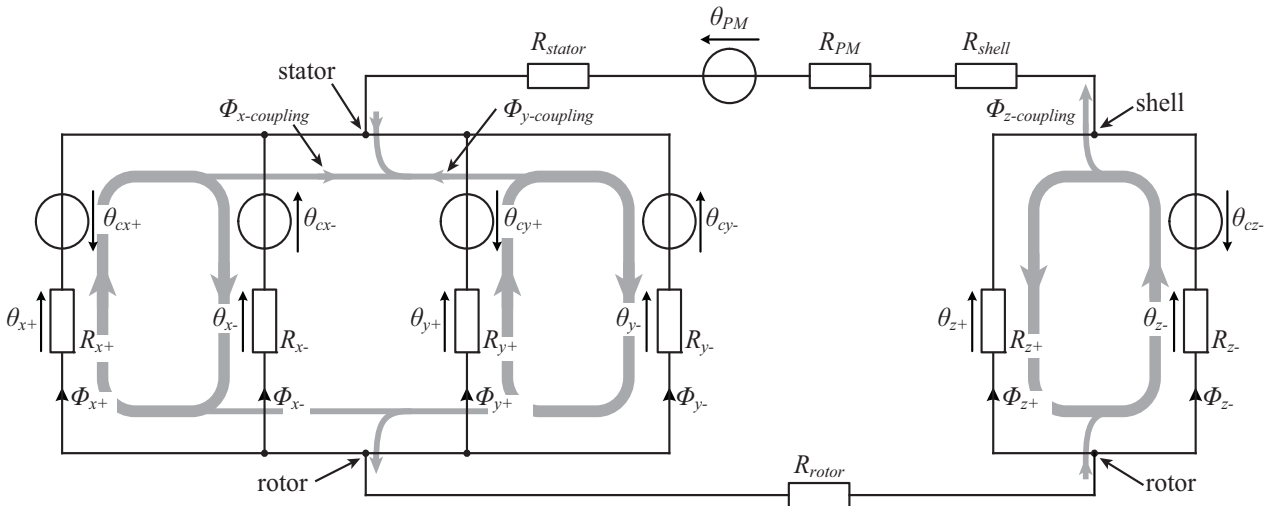 θPM
Rstator
RPM
Rshell
stator
Φx-coupling
Φy-coupling
Φz-coupling
shell
θcx+
θcx-
θcy+
θcy-
θcz-
θx+
Rx+
θx-
Rx-
θy+
Ry+
θy-
Ry-
θz+
Rz+
θz-
Rz-
Φx+
Φx-
Φy+
Φy-
Φz+
Φz-
rotor
Rrotor
rotor